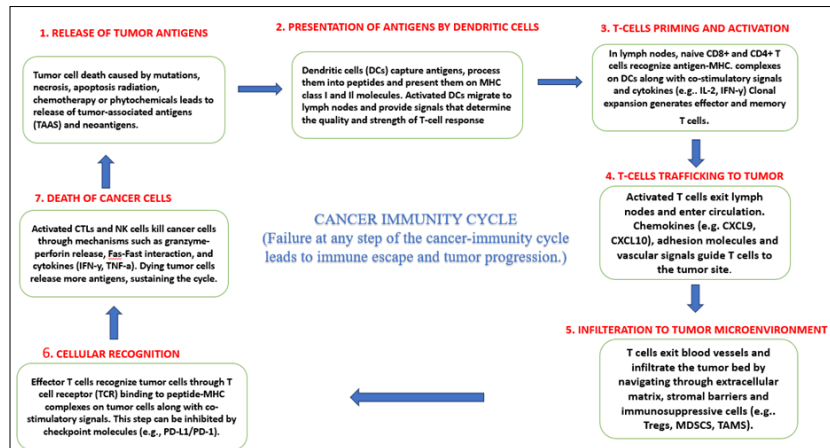 1. RELEASE OF TUMOR ANTIGENS
Tumor cell death caused by mutations,
necrosis, apoptosis radiation,
chemotherapy or phytochemicals leads to
release of tumor-associated antigens
(TAAS) and neoantigens.
2. PRESENTATION OF ANTIGENS BY DENDRITIC CELLS
Dendritic cells (DCs) capture antigens, process
them into peptides and present them on MHC
class I and Il molecules. Activated DCs migrate to
lymph nodes and provide signals that determine
the quality and strength of T-cell response
3. T-CELLS PRIMING AND ACTIVATION
In lymph nodes, naive CD8+ and CD4+ T
cells recognize antigen-MHC. complexes
on DCs along with co-stimulatory signals
and cytokines (e.g.. IL-2, IFN-γ) Clonal
expansion generates effector and memory
T cells.
4. T-CELLS TRAFFICKING TO TUMOR
Activated T cells exit lymph
nodes and enter circulation.
Chemokines (e.g. CXCL9,
CXCL10), adhesion molecules and
vascular signals guide T cells to
the tumor site.
5. INFILTERATION TO TUMOR MICROENVIRONMENT
T cells exit blood vessels and
infiltrate the tumor bed by
navigating through extracellular
matrix, stromal barriers and
immunosuppressive cells (e.g..
Tregs, MDSCS, TAMS).
6. CELLULAR RECOGNITION
Effector T cells recognize tumor cells through T
cell receptor (TCR) binding to peptide-MHC
complexes on tumor cells along with co-
stimulatory signals. This step can be inhibited by
checkpoint molecules (e.g., PD-L1/PD-1).
7. DEATH OF CANCER CELLS
Activated CTLs and NK cells kill cancer cells
through mechanisms such as granzyme-
perforin release, Fas-Fast interaction, and
cytokines (IFN-γ, TNF-a). Dying tumor cells
release more antigens, sustaining the cycle.
CANCER IMMUNITY CYCLE
(Failure at any step of the cancer-immunity cycle
leads to immune escape and tumor progression.)